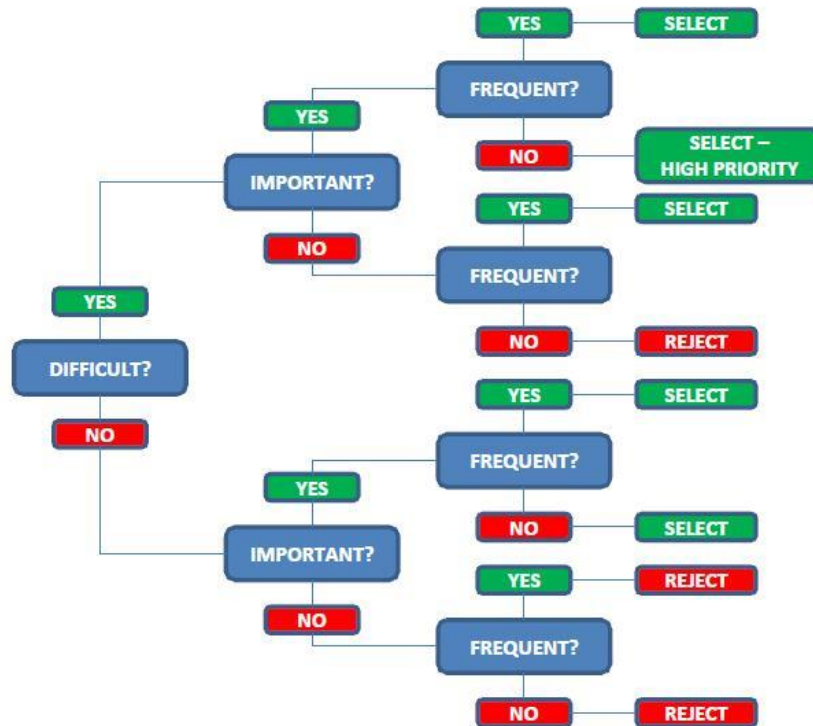 YES SELECT
FREQUENT?
YES
NO SELECT –
HIGH PRIORITY
IMPORTANT?
YES SELECT
NO
FREQUENT?
YES
NO REJECT
DIFFICULT?
YES SELECT
NO
FREQUENT?
YES
NO SELECT
IMPORTANT?
YES REJECT
NO
FREQUENT?
NO REJECT